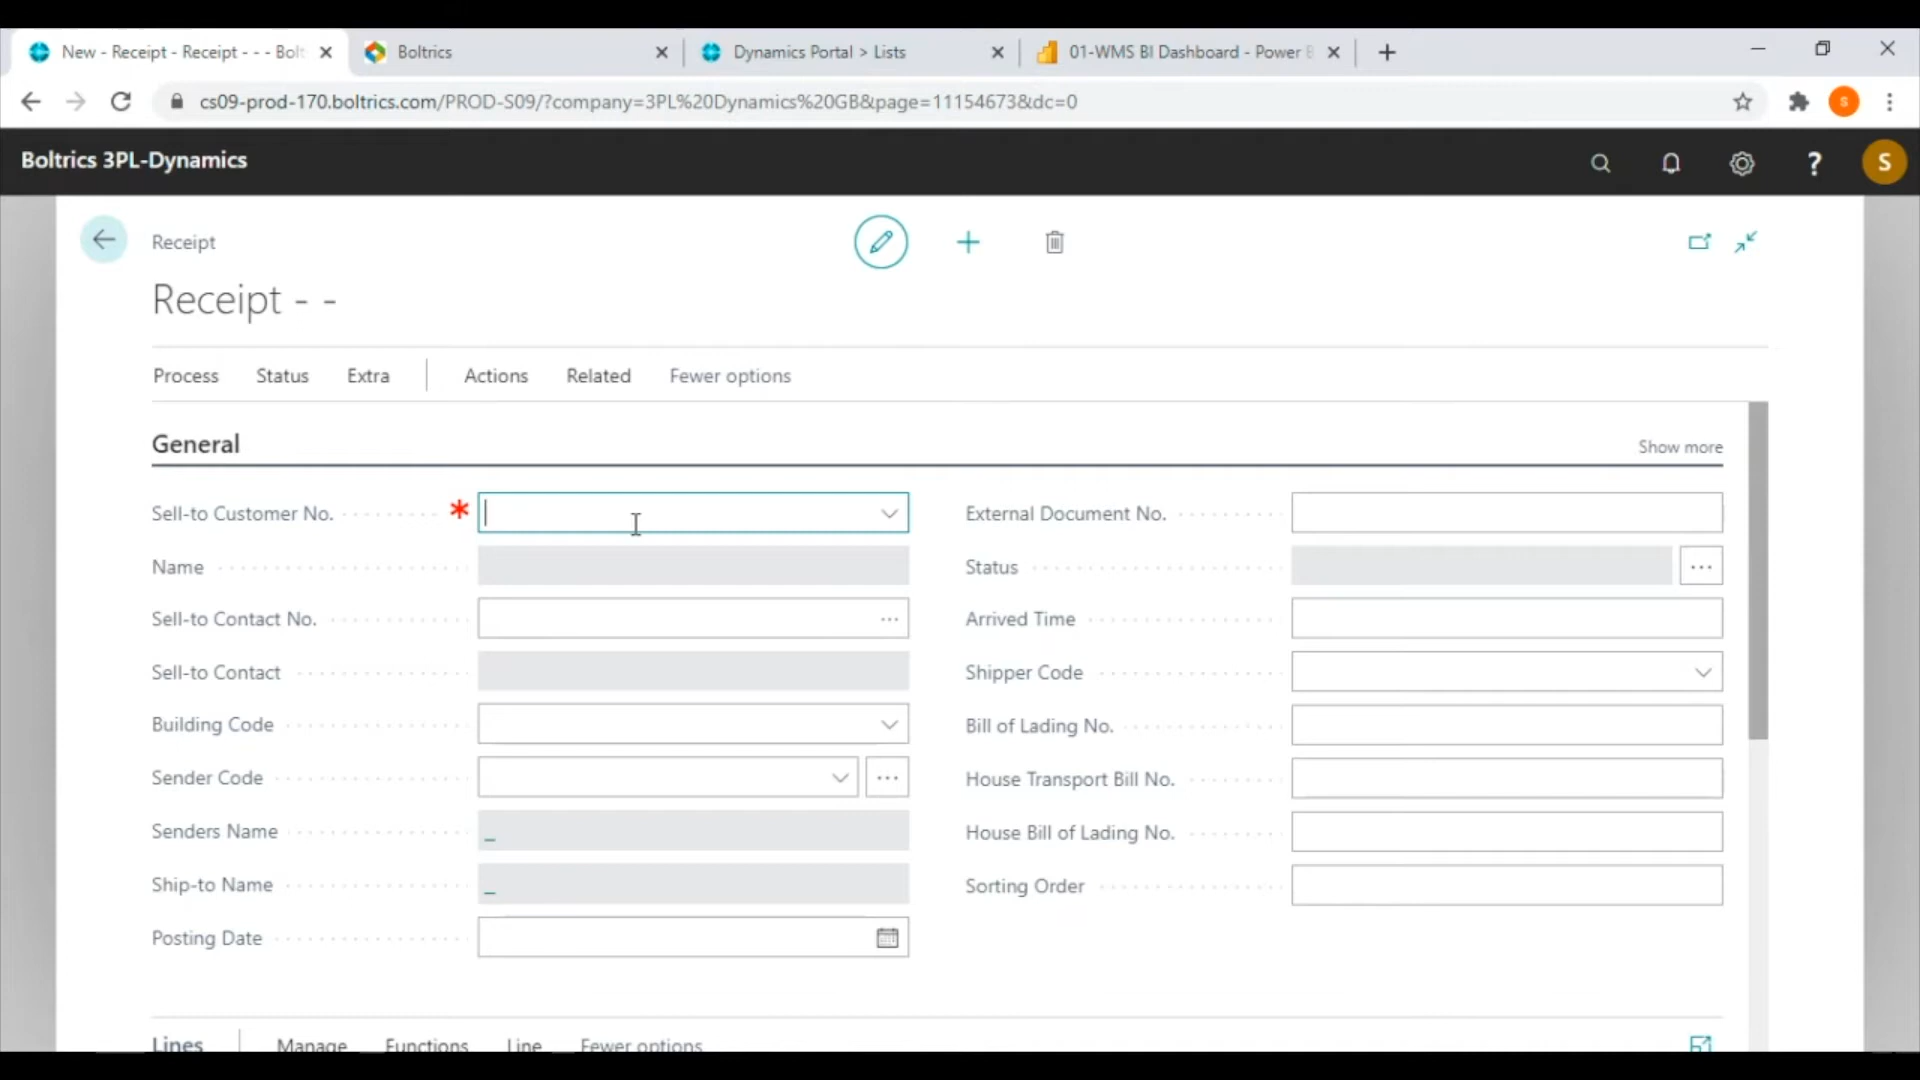 New - Receipt - Receipt - - - Bolt
Boltrics
Dynamics Portal > Lists
01-WMS BI Dashboard - Power B
cs09-prod-170.boltrics.com/PROD-S09/?company=3PL%20Dynamics%20GB&page=11154673&dc=0
S
Boltrics 3PL-Dynamics
?
S
Receipt
Receipt - -
Process Status Extra Actions Related Fewer options
General
Show more
Sell-to Customer No. *
Name
Sell-to Contact No.
Sell-to Contact
Building Code
Sender Code
Senders Name _
Ship-to Name _
Posting Date
External Document No.
Status
Arrived Time
Shipper Code
Bill of Lading No.
House Transport Bill No.
House Bill of Lading No.
Sorting Order
Lines Manage Functions Line Fewer options